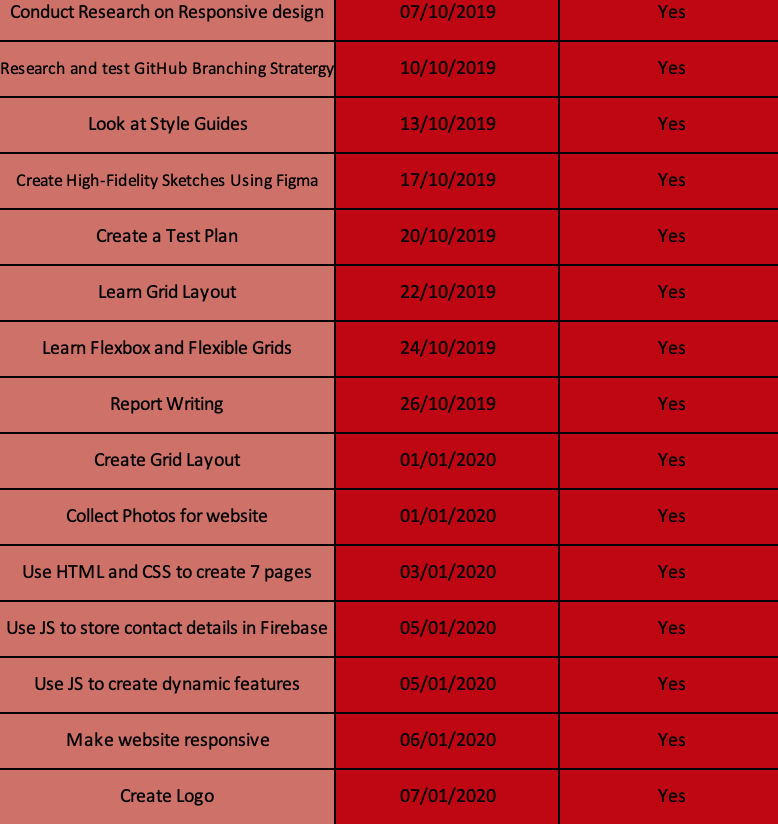 Conduct Research on Responsive design 07/10/2019 Yes
Research and test GitHub Branching Stratergy 10/10/2019 Yes
Look at Style Guides 13/10/2019 Yes
Create High-Fidelity Sketches Using Figma 17/10/2019 Yes
Create a Test Plan 20/10/2019 Yes
Learn Grid Layout 22/10/2019 Yes
Learn Flexbox and Flexible Grids 24/10/2019 Yes
Report Writing 26/10/2019 Yes
Create Grid Layout 01/01/2020 Yes
Collect Photos for website 01/01/2020 Yes
Use HTML and CSS to create 7 pages 03/01/2020 Yes
Use JS to store contact details in Firebase 05/01/2020 Yes
Use JS to create dynamic features 05/01/2020 Yes
Make website responsive 06/01/2020 Yes
Create Logo 07/01/2020 Yes